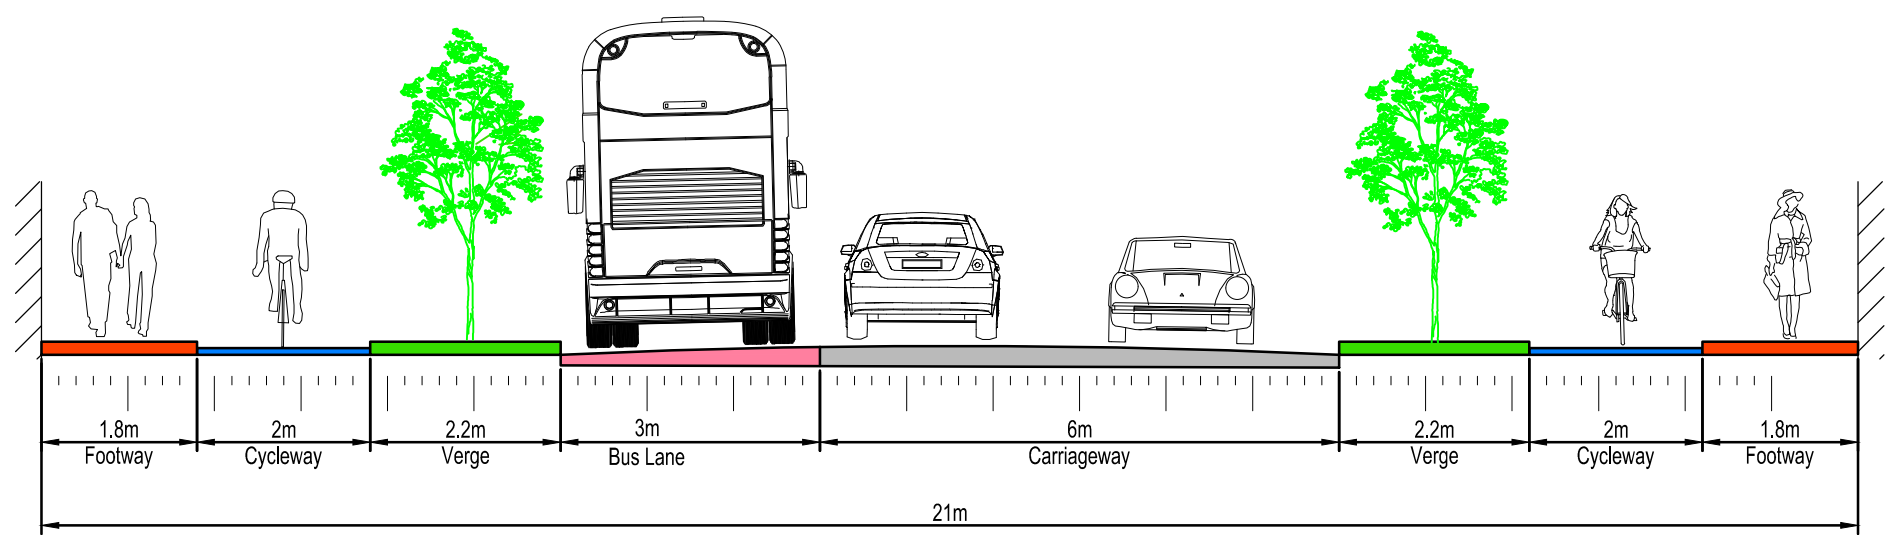 1.8m 2m 2.2m 3m 6m 2.2m 2m 1.8m
Footway Cycleway Verge Bus Lane Carriageway Verge Cycleway Footway
21m